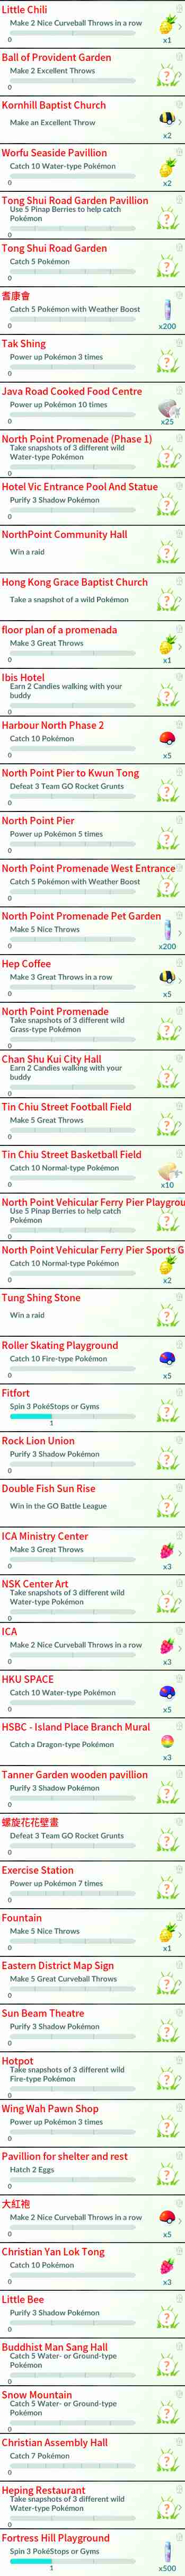 Little Chili
Make 2 Nice Curveball Throws in a row
0
x1
Ball of Provident Garden
Make 2 Excellent Throws
0
Kornhill Baptist Church
Make an Excellent Throw
x2
Worfu Seaside Pavillion
Catch 10 Water-type Pokémon
0
x2
Tong Shui Road Garden Pavillion
Use 5 Pinap Berries to help catch
Pokémon
0
Tong Shui Road Garden
Catch 5 Pokémon
0
耆康會
Catch 5 Pokémon with Weather Boost
0
x200
Tak Shing
Power up Pokémon 3 times
0
Java Road Cooked Food Centre
Power up Pokémon 10 times
0
x25
North Point Promenade (Phase 1)
Take snapshots of 3 different wild
Water-type Pokémon
0
Hotel Vic Entrance Pool And Statue
Purify 3 Shadow Pokémon
0
NorthPoint Community Hall
Win a raid
Hong Kong Grace Baptist Church
Take a snapshot of a wild Pokémon
floor plan of a promenada
Make 3 Great Throws
0
x1
Ibis Hotel
Earn 2 Candies walking with your
buddy
0
Harbour North Phase 2
Catch 10 Pokémon
0
x5
North Point Pier to Kwun Tong
Defeat 3 Team GO Rocket Grunts
0
North Point Pier
Power up Pokémon 5 times
0
North Point Promenade West Entrance
Catch 5 Pokémon with Weather Boost
0
North Point Promenade Pet Garden
Make 5 Nice Throws
0
x200
Hep Coffee
Make 3 Great Throws in a row
0
x5
North Point Promenade
Take snapshots of 3 different wild
Grass-type Pokémon
0
Chan Shu Kui City Hall
Earn 2 Candies walking with your
buddy
0
Tin Chiu Street Football Field
Make 5 Great Throws
0
Tin Chiu Street Basketball Field
Catch 10 Normal-type Pokémon
0
x10
North Point Vehicular Ferry Pier Playgrou
Use 5 Pinap Berries to help catch
Pokémon
0
North Point Vehicular Ferry Pier Sports G
Catch 10 Normal-type Pokémon
0
x2
Tung Shing Stone
Win a raid
Roller Skating Playground
Catch 10 Fire-type Pokémon
0
x5
Fitfort
Spin 3 PokéStops or Gyms
1
Rock Lion Union
Purify 3 Shadow Pokémon
0
Double Fish Sun Rise
Win in the GO Battle League
ICA Ministry Center
Make 3 Great Throws
0
x3
NSK Center Art
Take snapshots of 3 different wild
Water-type Pokémon
0
ICA
Make 2 Nice Curveball Throws in a row
0
x3
HKU SPACE
Catch 10 Water-type Pokémon
0
x5
HSBC - Island Place Branch Mural
Catch a Dragon-type Pokémon
x3
Tanner Garden wooden pavillion
Purify 3 Shadow Pokémon
0
螺旋花花壁畫
Defeat 3 Team GO Rocket Grunts
0
Exercise Station
Power up Pokémon 7 times
0
Fountain
Make 5 Nice Throws
0
x1
Eastern District Map Sign
Make 5 Great Curveball Throws
0
Sun Beam Theatre
Purify 3 Shadow Pokémon
0
Hotpot
Take snapshots of 3 different wild
Fire-type Pokémon
0
Wing Wah Pawn Shop
Power up Pokémon 3 times
0
Pavillion for shelter and rest
Hatch 2 Eggs
0
大紅袍
Make 2 Nice Curveball Throws in a row
0
x5
Christian Yan Lok Tong
Catch 10 Pokémon
0
x3
Little Bee
Purify 3 Shadow Pokémon
0
Buddhist Man Sang Hall
Catch 5 Water- or Ground-type
Pokémon
0
Snow Mountain
Catch 5 Water- or Ground-type
Pokémon
0
Christian Assembly Hall
Catch 7 Pokémon
0
Heping Restaurant
Take snapshots of 3 different wild
Water-type Pokémon
0
Fortress Hill Playground
Spin 3 PokéStops or Gyms
1
x500